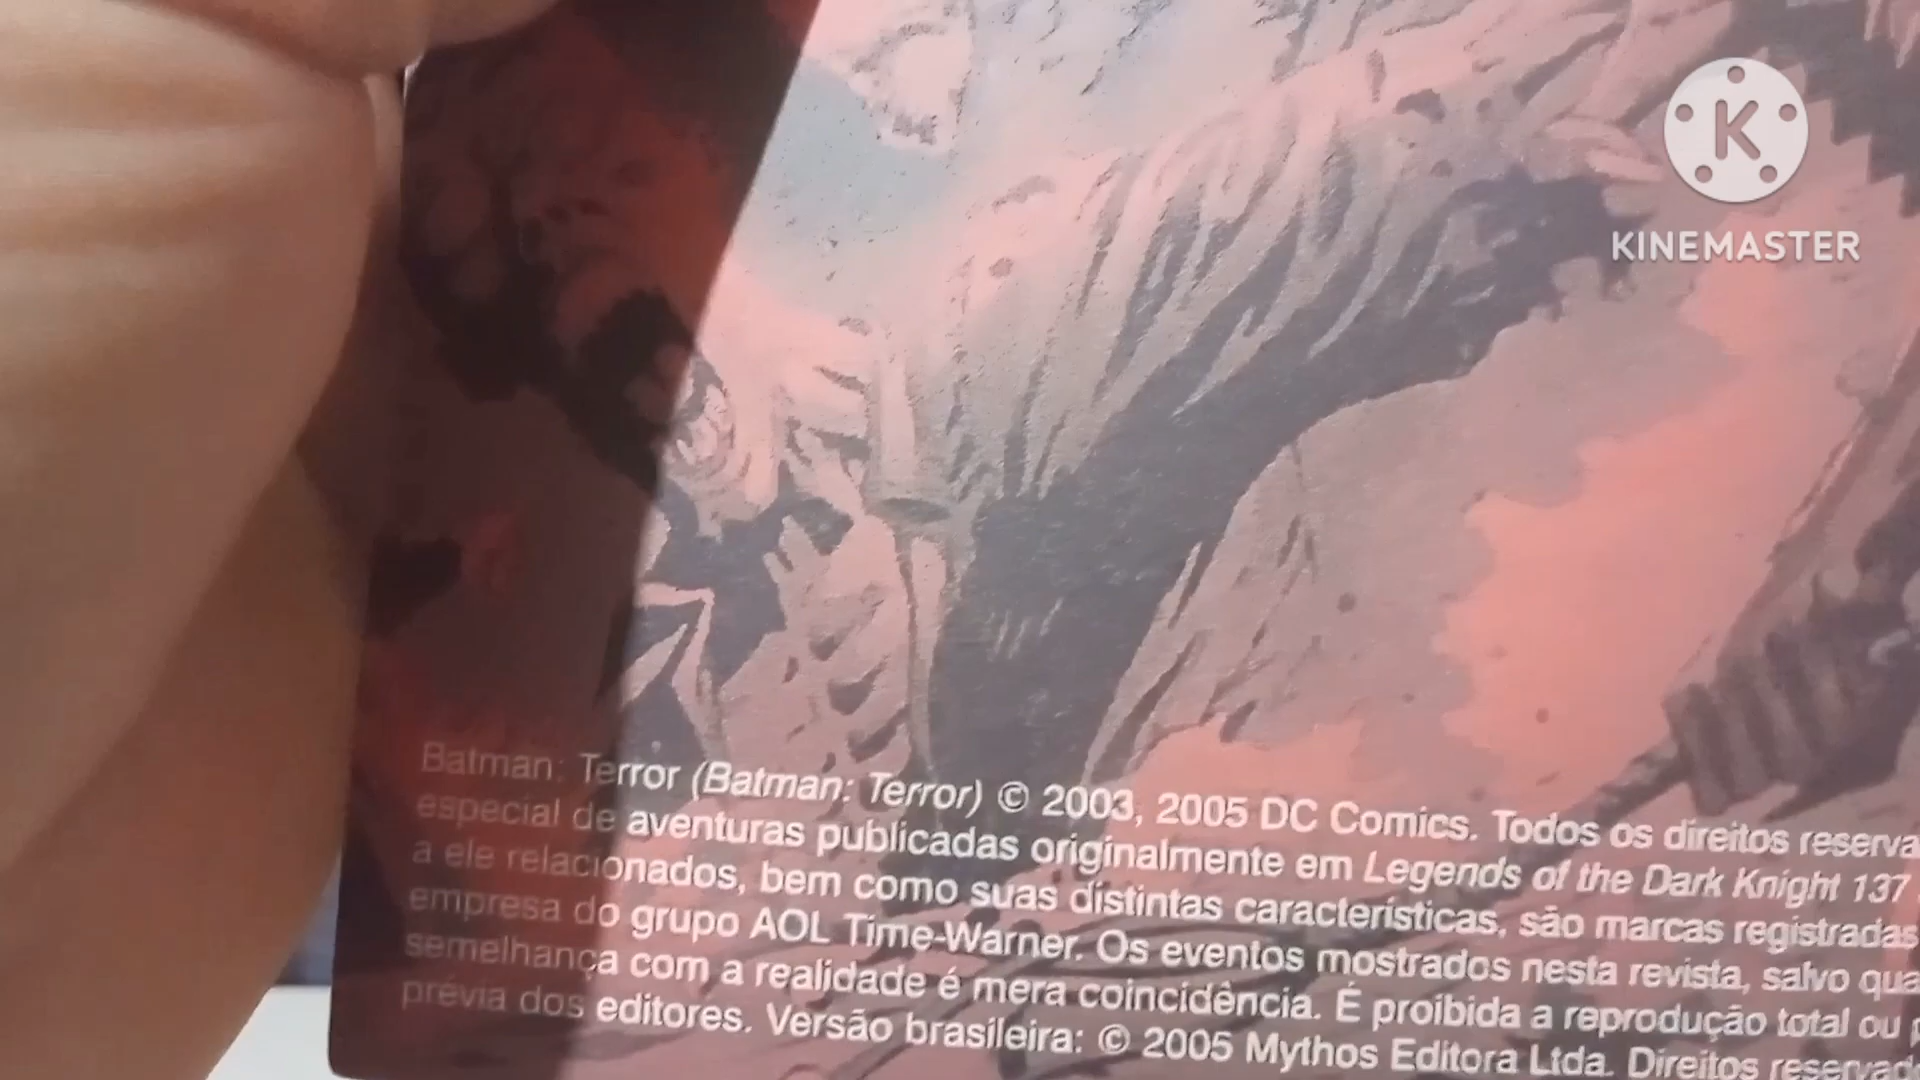 KINEMASTER
Batman: Terror (Batman: Terror) © 2003, 2005 DC Comics. Todos os direitos reserva
especial de aventuras publicadas originalmente em Legends of the Dark Knight 137
a ele relacionados, bem como suas distintas características, são marcas registradas
empresa do grupo AOL Time-Warner. Os eventos mostrados nesta revista, salvo qua
semelhança com a realidade é mera coincidência. É proibida a reprodução total ou
prévia dos editores. Versão brasileira: © 2005 Mythos Editora Ltda. Direitos reservad